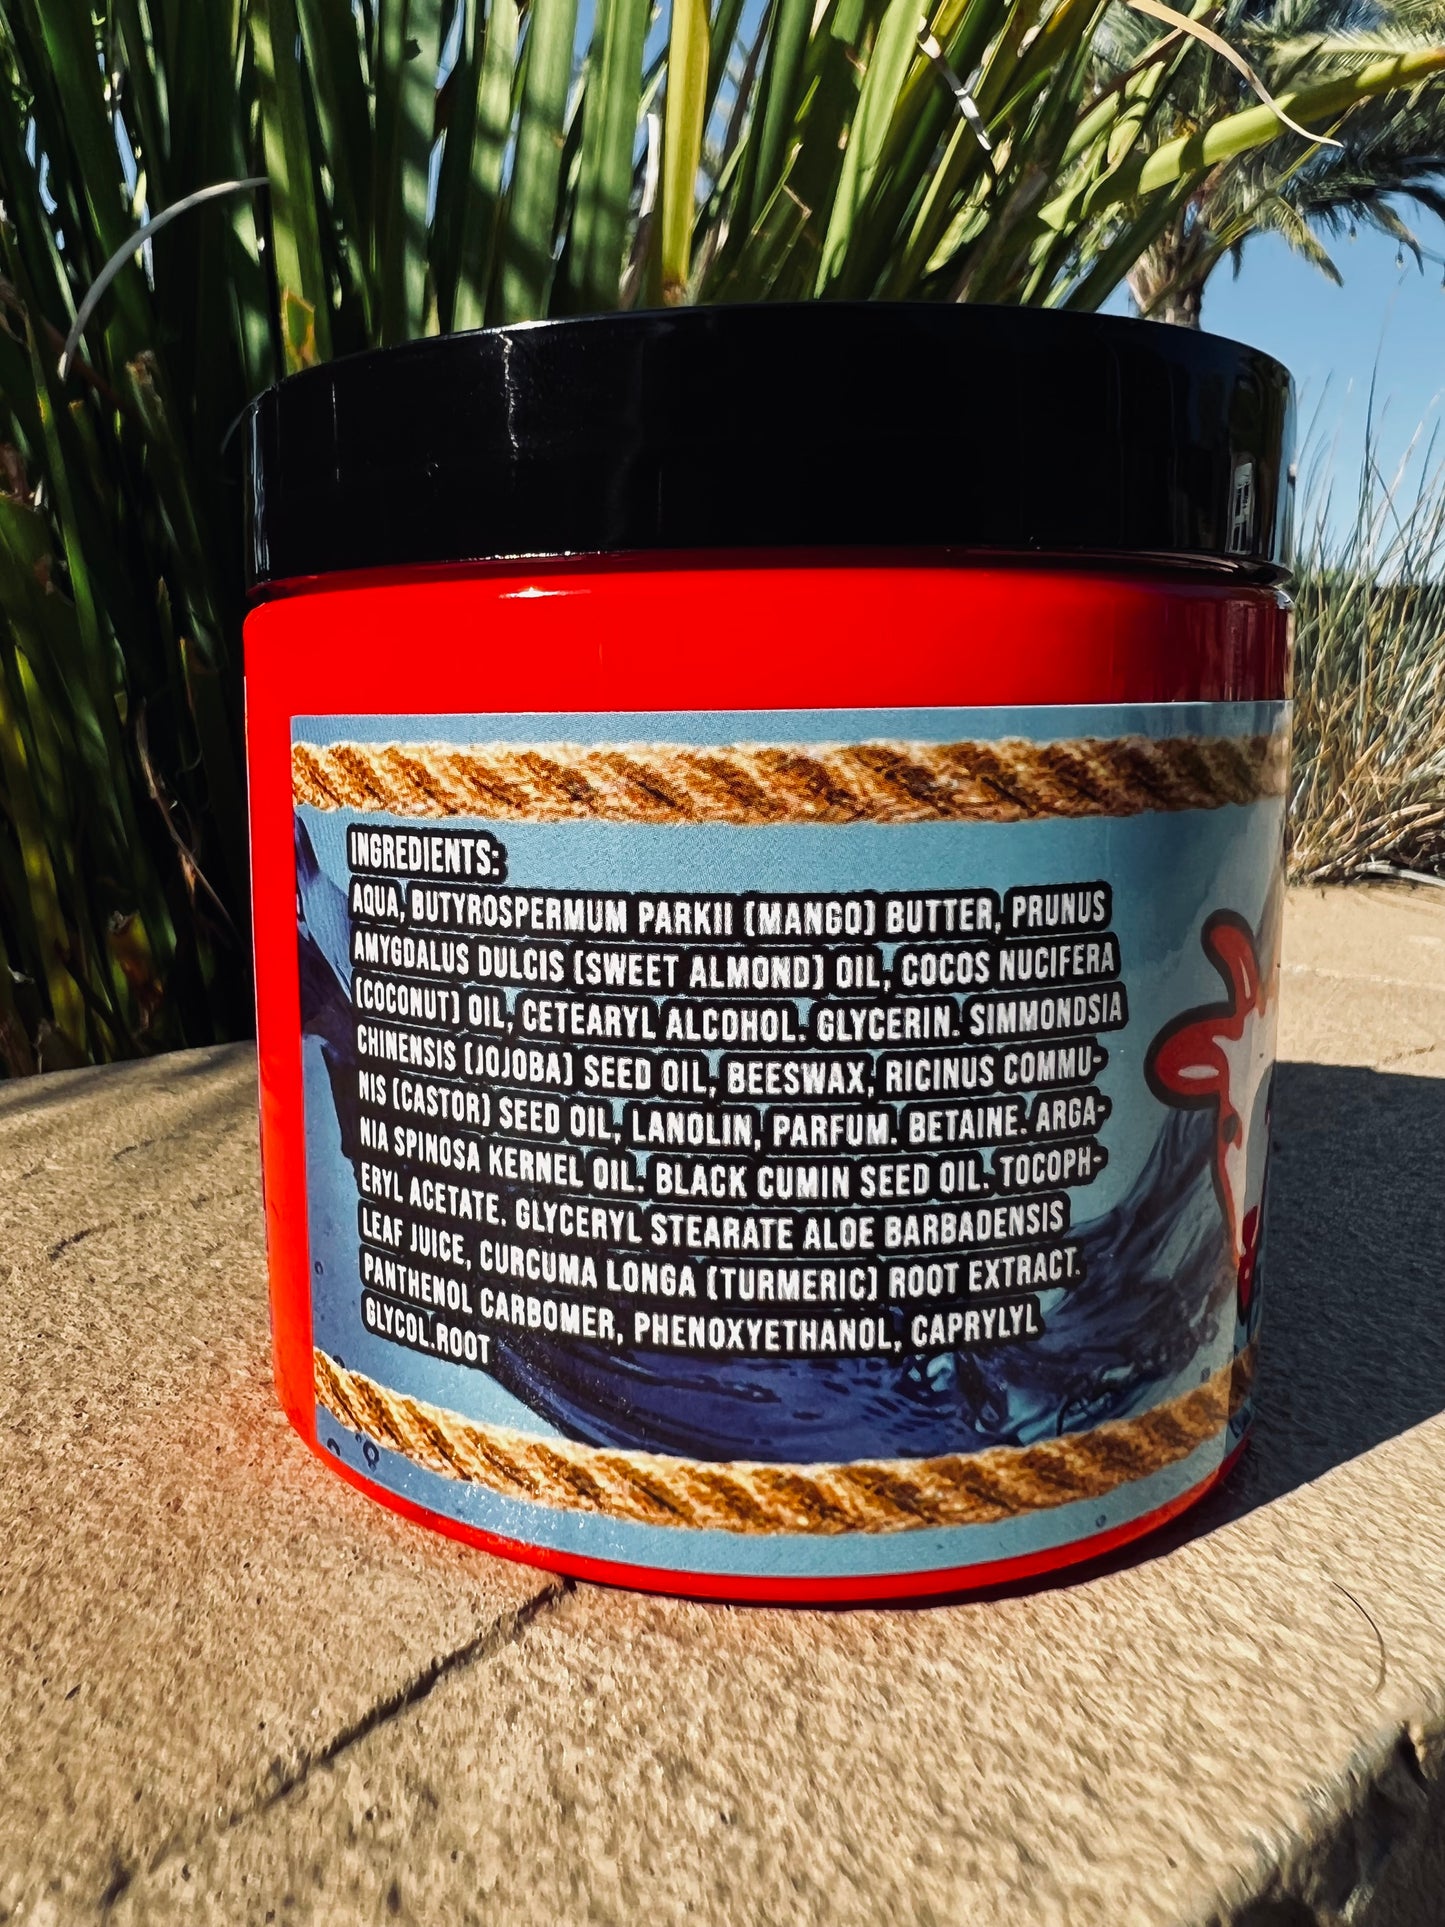 INGREDIENTS:
AQUA, BUTYROSPERMUM PARKII (MANGO) BUTTER, PRUNUS
AMYGDALUS DULCIS (SWEET ALMOND) OIL, COCOS NUCIFERA
(COCONUT) OIL, CETEARYL ALCOHOL. GLYCERIN. SIMMONDSIA
CHINENSIS (JOJOBA) SEED OIL, BEESWAX, RICINUS COMMU-
NIS (CASTOR) SEED OIL, LANOLIN, PARFUM. BETAINE. ARGA-
NIA SPINOSA KERNEL OIL. BLACK CUMIN SEED OIL. TOCOPH-
ERYL ACETATE. GLYCERYL STEARATE ALOE BARBADENSIS
LEAF JUICE, CURCUMA LONGA (TURMERIC) ROOT EXTRACT.
PANTHENOL CARBOMER, PHENOXYETHANOL, CAPRYLYL
GLYCOL.ROOT